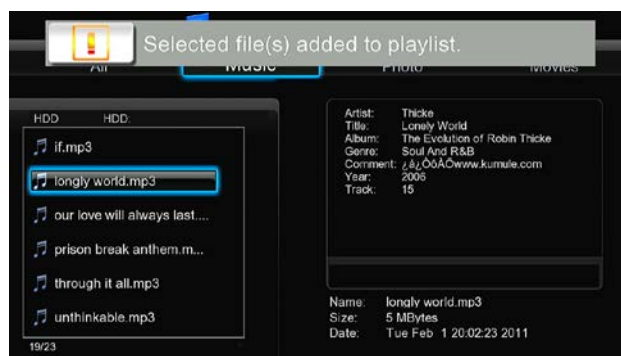 Selected file(s) added to playlist.
All Music Photo Movies
HDD HDD:
if.mp3
longly world.mp3
our love will always last....
prison break anthem.m...
through it all.mp3
unthinkable.mp3
19/23
Artist: Thicke
Title: Lonely World
Album: The Evolution of Robin Thicke
Genre: Soul And R&B
Comment: ¿á¿ÒôÀÖwww.kumule.com
Year: 2006
Track: 15
Name: longly world.mp3
Size: 5 MBytes
Date: Tue Feb 1 20:02:23 2011